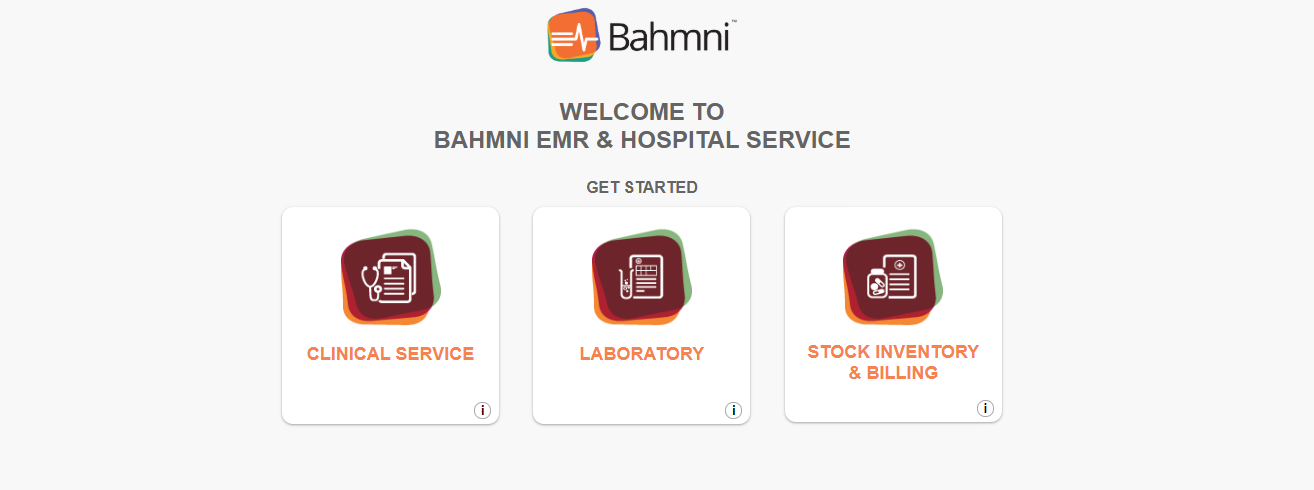 Bahmni™
WELCOME TO
BAHMNI EMR & HOSPITAL SERVICE
GET STARTED
CLINICAL SERVICE
LABORATORY
STOCK INVENTORY
& BILLING
i
i
i